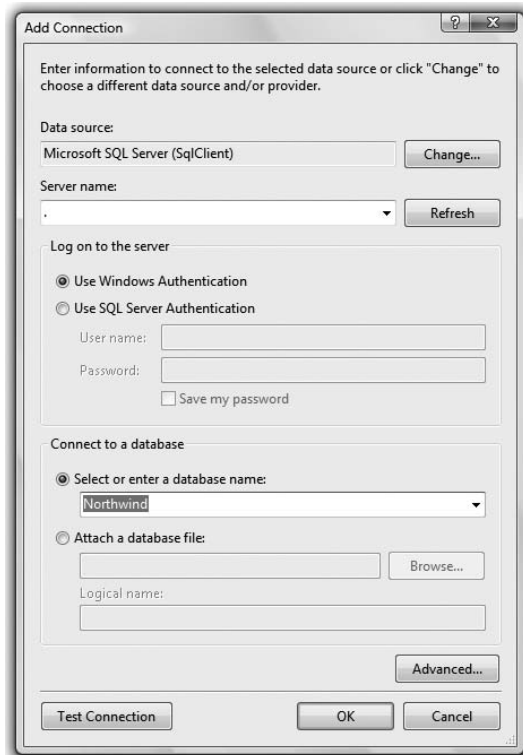 Add Connection
?
X
Enter information to connect to the selected data source or click "Change" to
choose a different data source and/or provider.
Data source:
Microsoft SQL Server (SqlClient)
Change...
Server name:
.
Refresh
Log on to the server
Use Windows Authentication
Use SQL Server Authentication
User name:
Password:
Save my password
Connect to a database
Select or enter a database name:
Northwind
Attach a database file:
Browse...
Logical name:
Advanced...
Test Connection
OK
Cancel